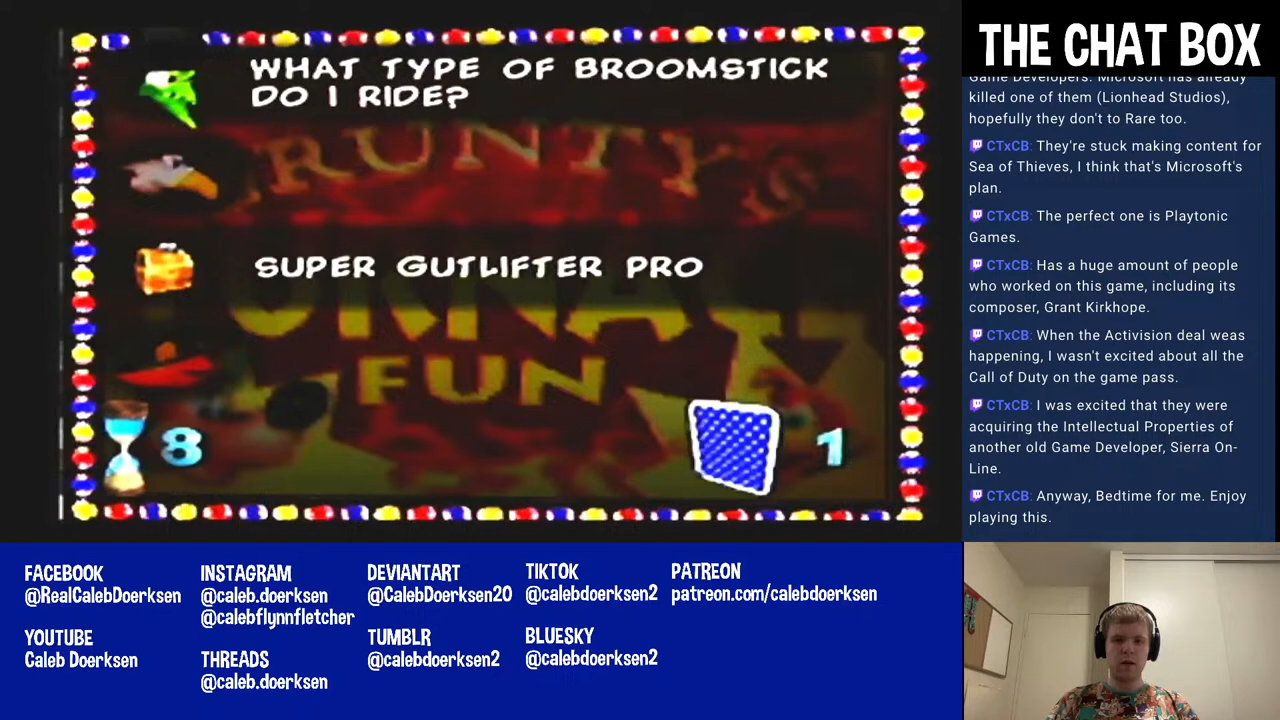 WHAT TYPE OF BROOMSTICK
DO I RIDE?
GRUNTY'S
FURNACE
FUN
SUPER GUTLIFTER PRO
8
1
THE CHAT BOX
Game Developers. Microsoft has already
killed one of them (Lionhead Studios),
hopefully they don't to Rare too.
CTxCB: They're stuck making content for
Sea of Thieves, I think that's Microsoft's
plan.
CTxCB: The perfect one is Playtonic
Games.
CTxCB: Has a huge amount of people
who worked on this game, including its
composer, Grant Kirkhope.
CTxCB: When the Activision deal weas
happening, I wasn't excited about all the
Call of Duty on the game pass.
CTxCB: I was excited that they were
acquiring the Intellectual Properties of
another old Game Developer, Sierra On-
Line.
CTxCB: Anyway, Bedtime for me. Enjoy
playing this.
FACEBOOK
@RealCalebDoerksen
YOUTUBE
Caleb Doerksen
INSTAGRAM
@caleb.doerksen
@calebflynnfletcher
THREADS
@caleb.doerksen
DEVIANTART
@CalebDoerksen20
TUMBLR
@calebdoerksen2
TIKTOK
@calebdoerksen2
BLUESKY
@calebdoerksen2
PATREON
patreon.com/calebdoerksen